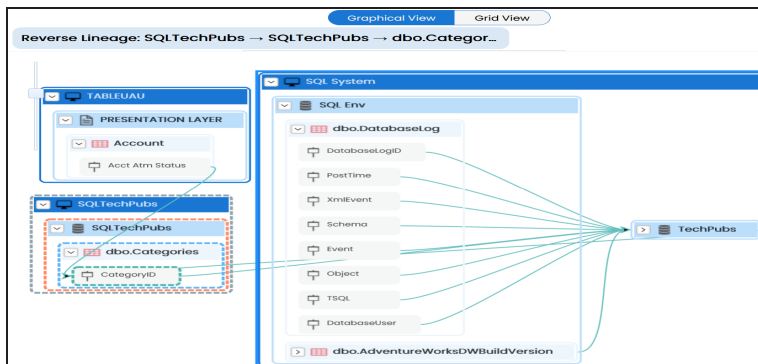 Graphical View
Grid View
Reverse Lineage: SQLTechPubs → SQLTechPubs → dbo.Categor...
TABLEUAU
PRESENTATION LAYER
Account
Acct Atm Status
SQLTechPubs
SQLTechPubs
dbo.Categories
CategoryID
SQL System
SQL Env
dbo.DatabaseLog
DatabaseLogID
PostTime
XmlEvent
Schema
Event
Object
TSQL
DatabaseUser
dbo.AdventureWorksDWBuildVersion
TechPubs